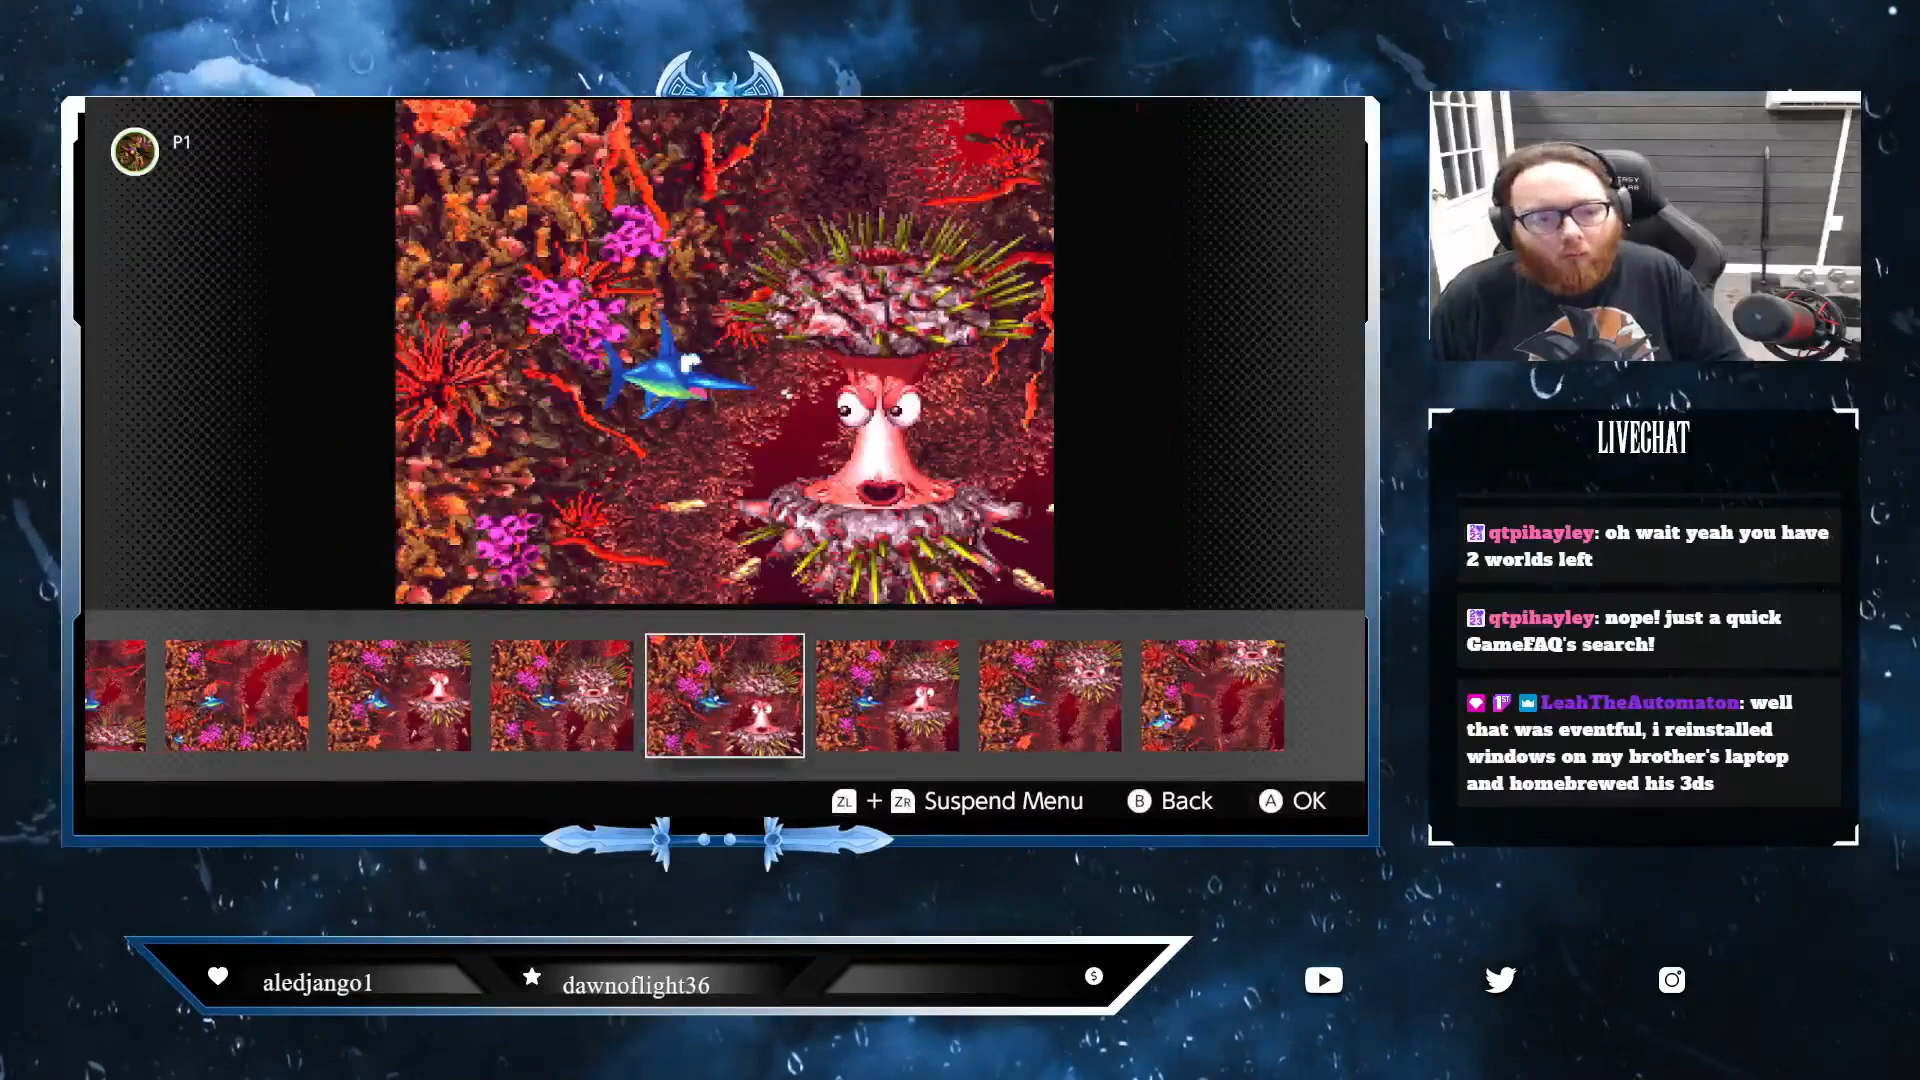 P1
ZL + ZR Suspend Menu
B Back
A OK
LIVECHAT
qtpihayley: oh wait yeah you have
2 worlds left
qtpihayley: nope! just a quick
GameFAQ's search!
1ST LeahTheAutomaton: well
that was eventful, i reinstalled
windows on my brother's laptop
and homebrewed his 3ds
aledjango1
dawnoflight36
$